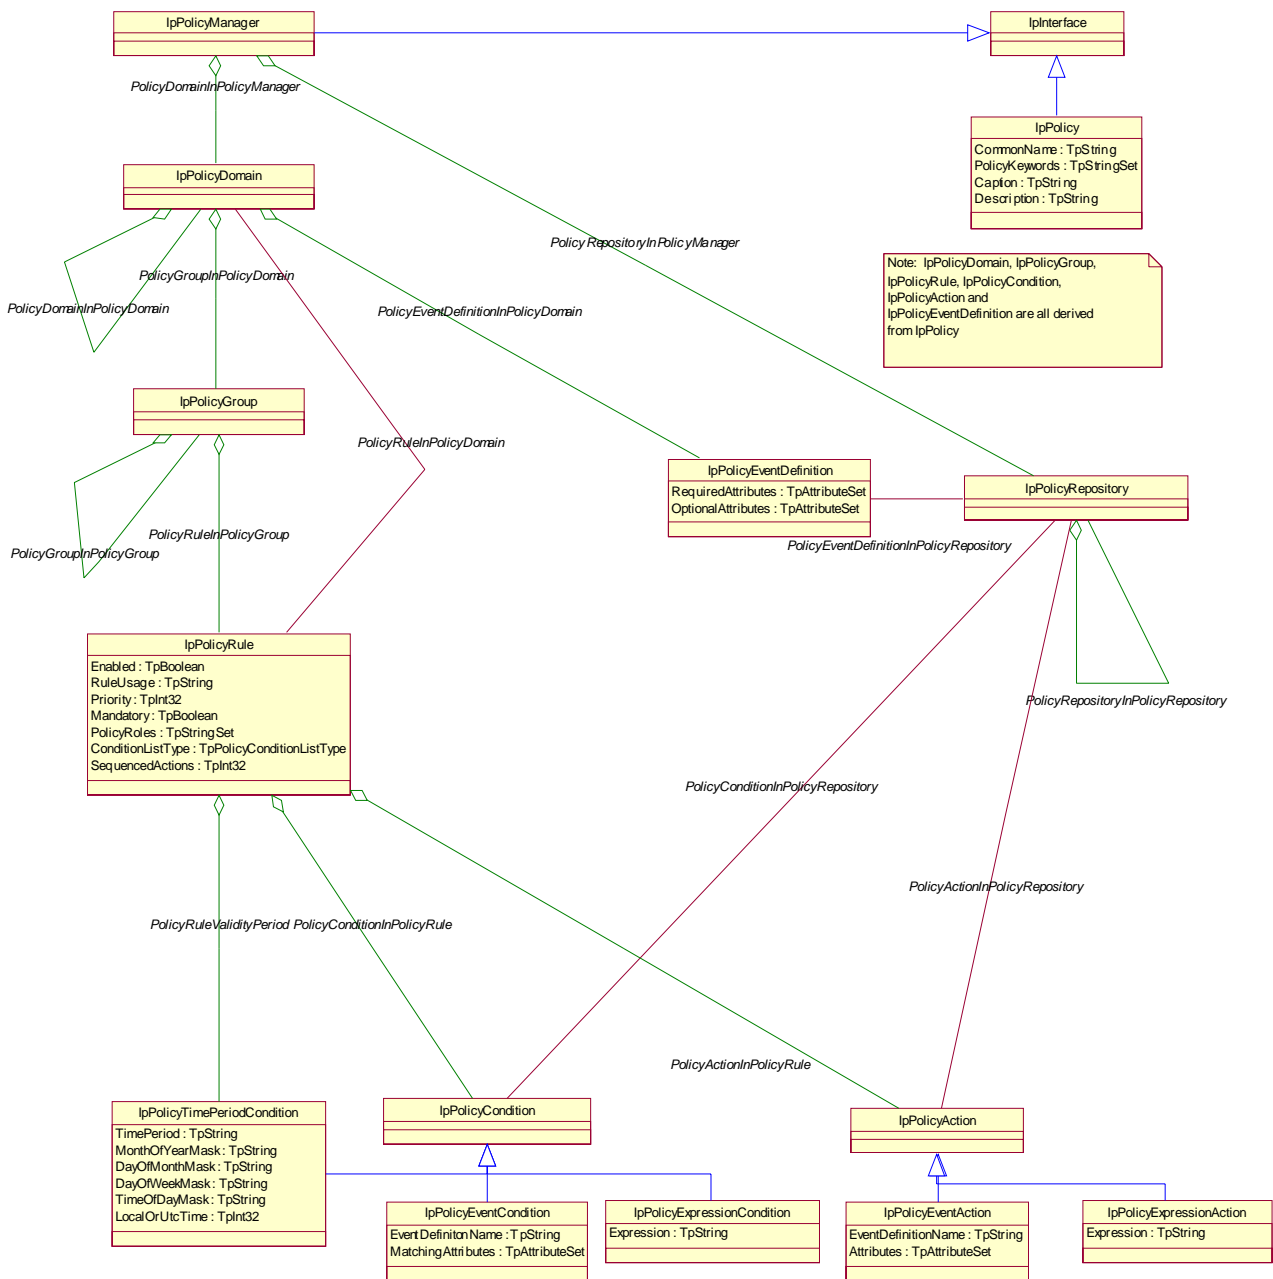 IpPolicyManager
IpInterface
PolicyDomainInPolicyManager
IpPolicy
CommonName : TpString
PolicyKeywords : TpStringSet
Caption : TpString
Description : TpString
IpPolicyDomain
PolicyRepositoryInPolicyManager
Note:  IpPolicyDomain, IpPolicyGroup,
IpPolicyRule, IpPolicyCondition,
IpPolicyAction and
IpPolicyEventDefinition are all derived
from IpPolicy
PolicyGroupInPolicyDomain
PolicyDomainInPolicyDomain
PolicyEventDefinitionInPolicyDomain
IpPolicyGroup
PolicyRuleInPolicyDomain
IpPolicyEventDefinition
RequiredAttributes : TpAttributeSet
OptionalAttributes : TpAttributeSet
IpPolicyRepository
PolicyRuleInPolicyGroup
PolicyGroupInPolicyGroup
PolicyEventDefinitionInPolicyRepository
IpPolicyRule
Enabled : TpBoolean
RuleUsage : TpString
Priority : TpInt32
Mandatory : TpBoolean
PolicyRoles : TpStringSet
ConditionListType : TpPolicyConditionListType
SequencedActions : TpInt32
PolicyRepositoryInPolicyRepository
PolicyConditionInPolicyRepository
PolicyActionInPolicyRepository
PolicyRuleValidityPeriod
PolicyConditionInPolicyRule
PolicyActionInPolicyRule
IpPolicyTimePeriodCondition
TimePeriod : TpString
MonthOfYearMask : TpString
DayOfMonthMask : TpString
DayOfWeekMask : TpString
TimeOfDayMask : TpString
LocalOrUtcTime : TpInt32
IpPolicyCondition
IpPolicyAction
IpPolicyEventCondition
EventDefinitonName : TpString
MatchingAttributes : TpAttributeSet
IpPolicyExpressionCondition
Expression : TpString
IpPolicyEventAction
EventDefinitionName : TpString
Attributes : TpAttributeSet
IpPolicyExpressionAction
Expression : TpString